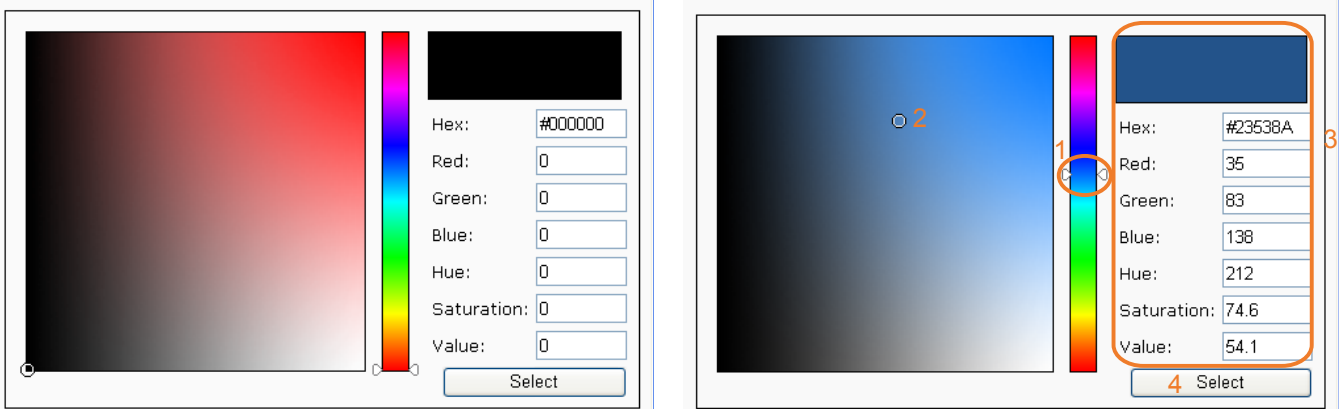 Hex: #000000
Red: 0
Green: 0
Blue: 0
Hue: 0
Saturation: 0
Value: 0
Select
1
2
3
Hex: #23538A
Red: 35
Green: 83
Blue: 138
Hue: 212
Saturation: 74.6
Value: 54.1
4 Select